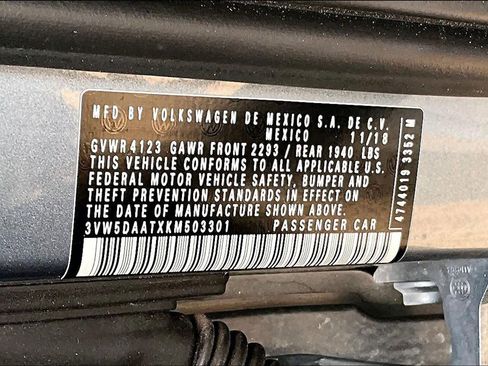 MFD BY VOLKSWAGEN DE MEXICO S.A. DE C.V.
MEXICO 11/18
GVWR 4123 GAWR FRONT 2293 / REAR 1940 LBS
THIS VEHICLE CONFORMS TO ALL APPLICABLE U.S.
FEDERAL MOTOR VEHICLE SAFETY, BUMPER AND
THEFT PREVENTION STANDARDS IN EFFECT ON
THE DATE OF MANUFACTURE SHOWN ABOVE.
3VW5DAATXKM503301 PASSENGER CAR
4744019 3352 M